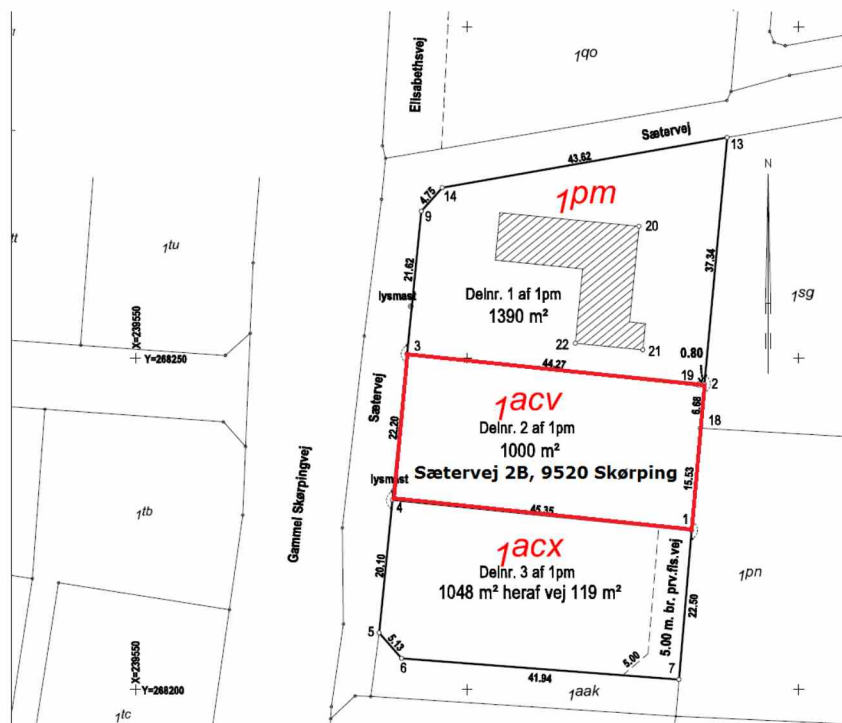 Elisabethsvej
1qo
Sætervej
13
43.62
4.75
14
9
1pm
N
20
1tu
21.62
37.34
lysmast
Delnr. 1 af 1pm
1390 m²
1sg
X=239550
Y=268250
22
21
0.80
3
44.27
19
2
Sætervej
1acv
6.68
18
Delnr. 2 af 1pm
22.20
1000 m²
Sætervej 2B, 9520 Skørping
15.53
lysmast
4
45.35
1
1tb
Gammel Skørpingvej
1acx
Delnr. 3 af 1pm
1048 m² heraf vej 119 m²
20.10
5.00 m. br. prv.fls.vej
22.50
1pn
5
5.13
6
5.00
41.94
7
X=239550
Y=268200
1aak
1tc